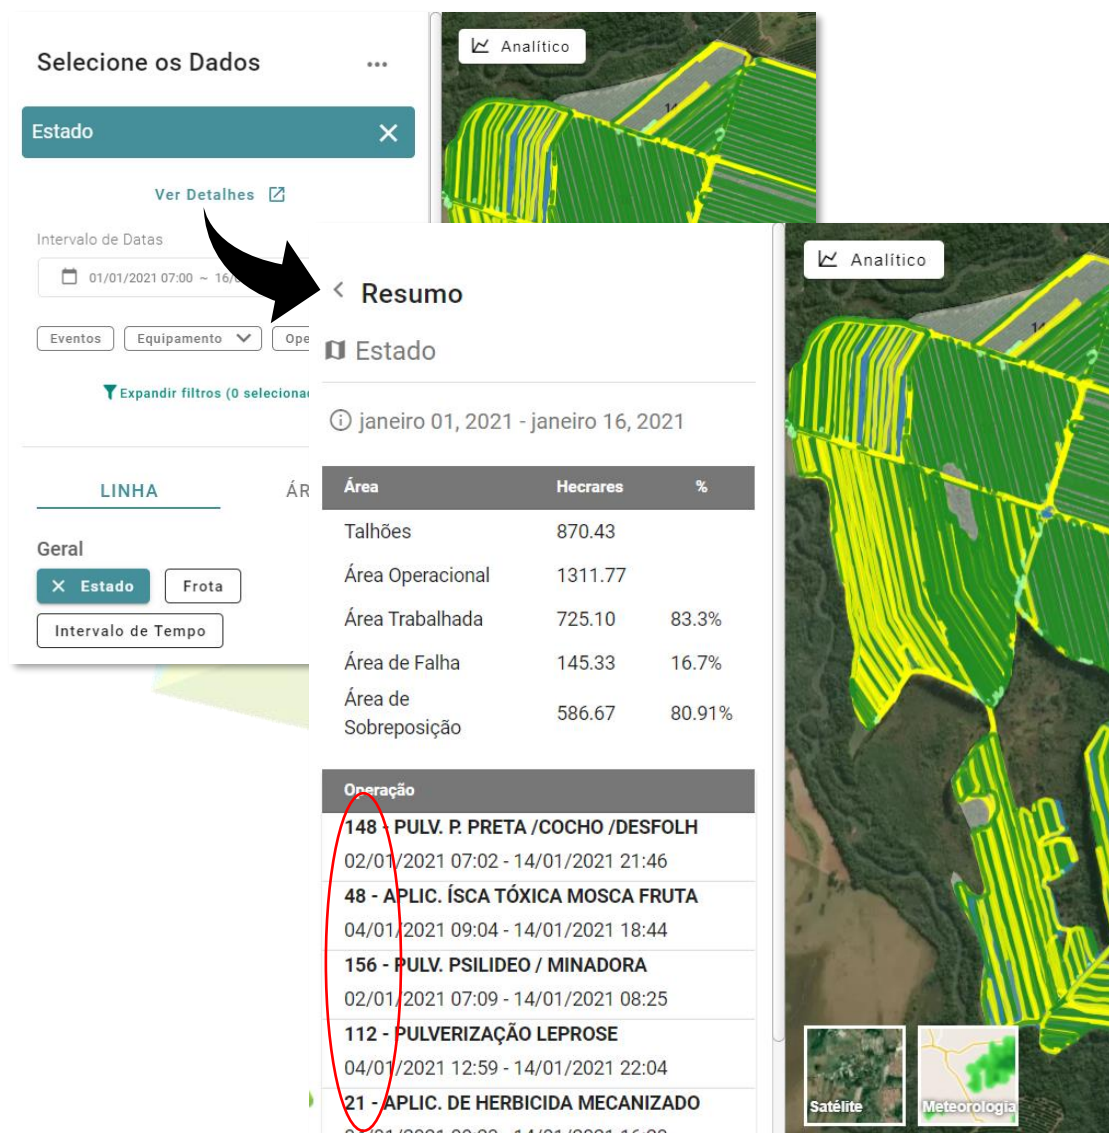 Selecione os Dados
...
Estado
Ver Detalhes
Intervalo de Datas
01/01/2021 07:00 ~ 16/
Eventos Equipamento Ope
Expandir filtros (0 selecionad
LINHA ÁR
Geral
Estado Frota
Intervalo de Tempo
Analítico
14
Resumo
Estado
janeiro 01, 2021 - janeiro 16, 2021
Área Hecrares %
Talhões 870.43
Área Operacional 1311.77
Área Trabalhada 725.10 83.3%
Área de Falha 145.33 16.7%
Área de
Sobreposição 586.67 80.91%
Operação
148 - PULV. P. PRETA /COCHO /DESFOLH
02/01/2021 07:02 - 14/01/2021 21:46
48 - APLIC. ÍSCA TÓXICA MOSCA FRUTA
04/01/2021 09:04 - 14/01/2021 18:44
156 - PULV. PSILIDEO / MINADORA
02/01/2021 07:09 - 14/01/2021 08:25
112 - PULVERIZAÇÃO LEPROSE
04/01/2021 12:59 - 14/01/2021 22:04
21 - APLIC. DE HERBICIDA MECANIZADO
Analítico
14
Satélite
Meteorologia